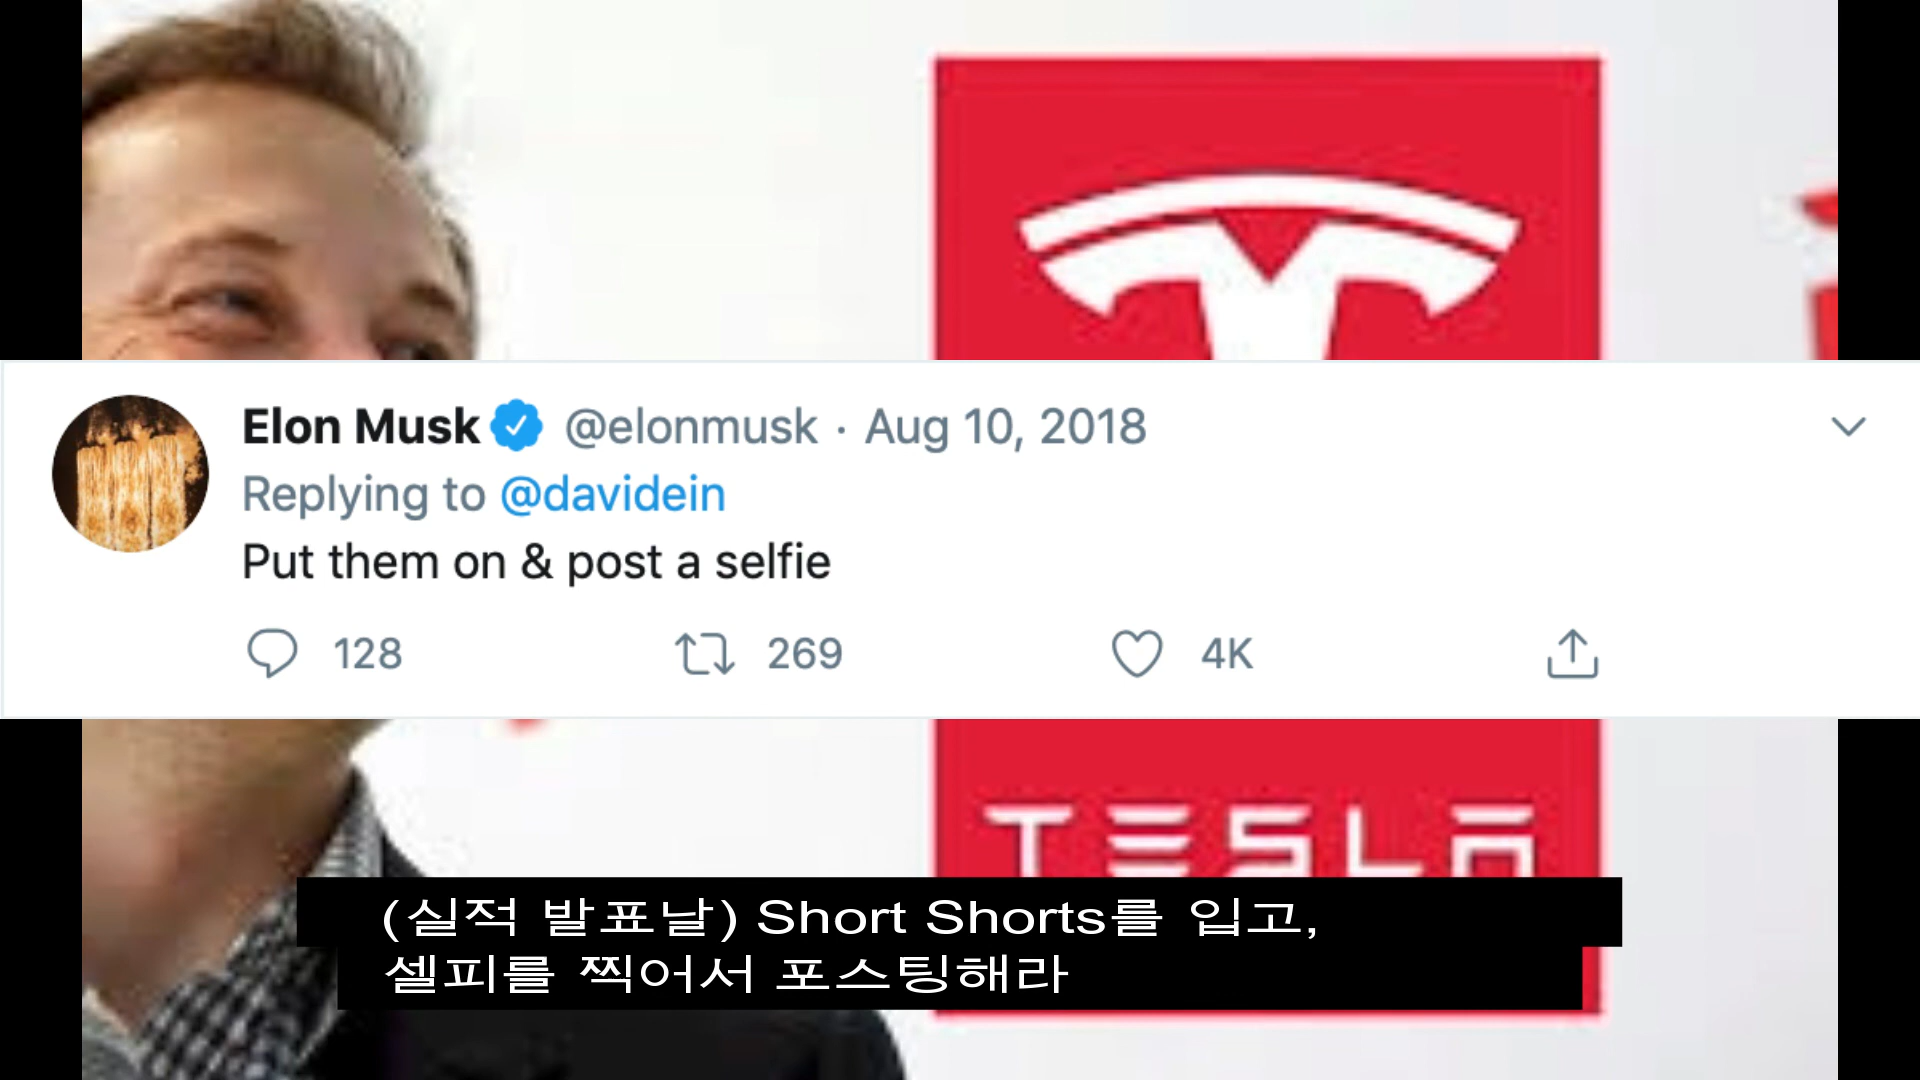 Elon Musk @elonmusk · Aug 10, 2018
Replying to @davidein
Put them on & post a selfie
128 269 4K
TESLA
(실적 발표날) Short Shorts를 입고,
셀피를 찍어서 포스팅해라